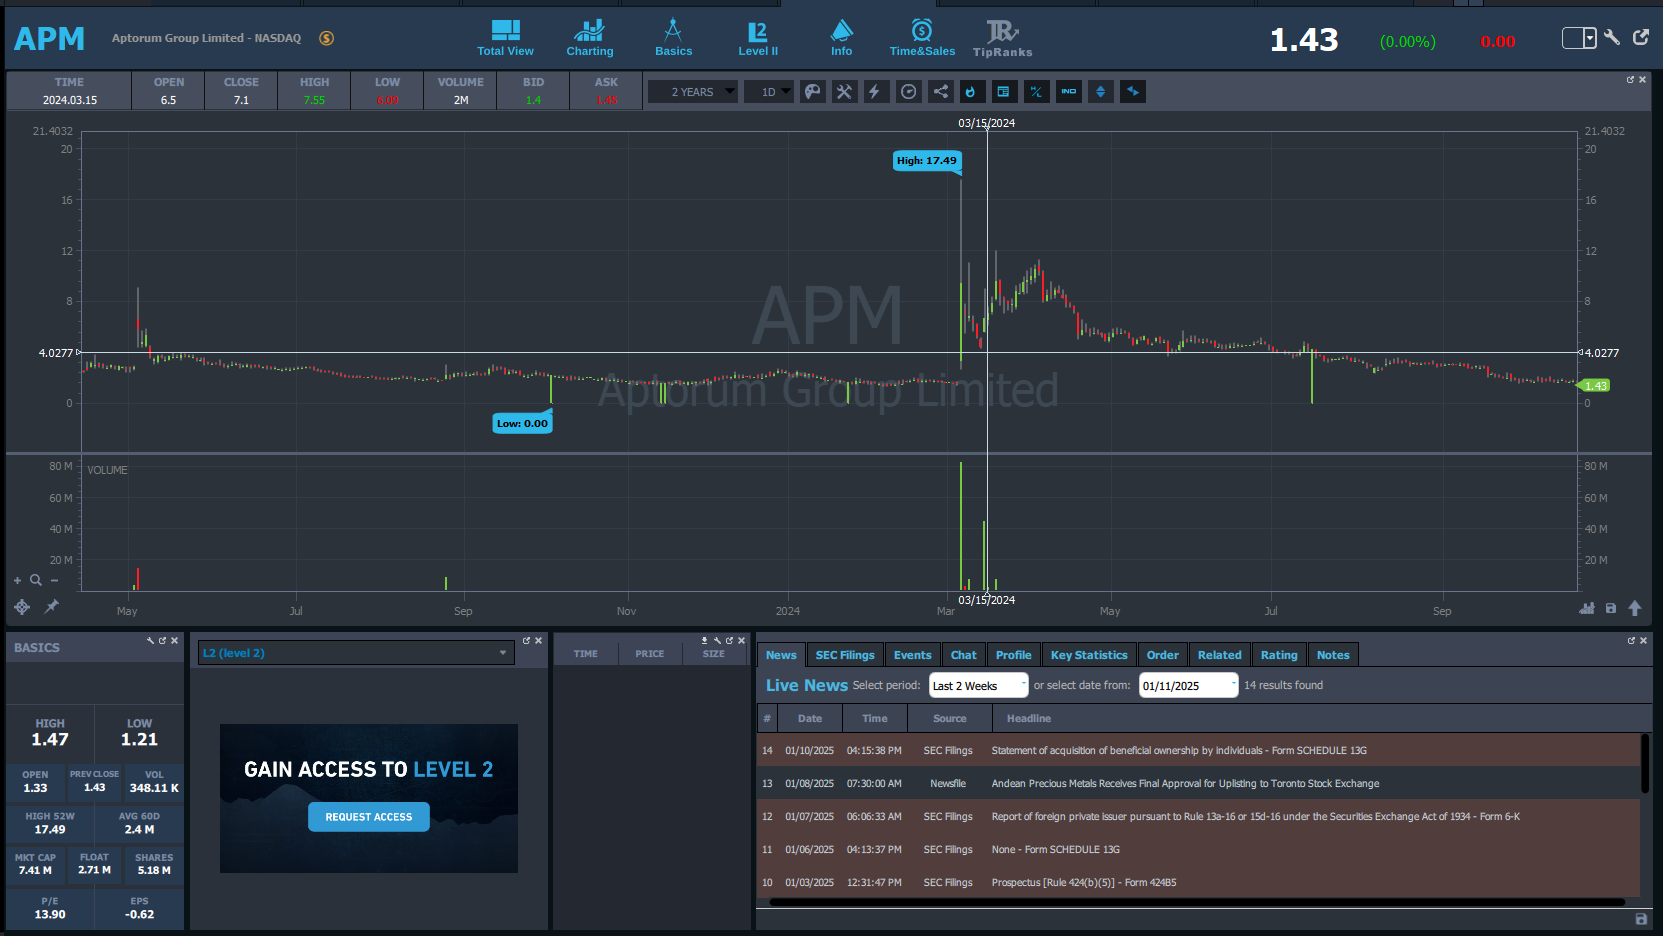 APM Aptorum Group Limited - NASDAQ
Total View Charting Basics Level II Info Time&Sales TipRanks
1.43 (0.00%) 0.00
TIME OPEN CLOSE HIGH LOW VOLUME BID ASK
2024.03.15 6.5 7.1 7.55 6.09 2M 1.4 1.45
2 YEARS 1D
IND
03/15/2024
21.4032 21.4032
High: 17.49
20 20
16 16
12 12
8 8
APM
4.0277 4.0277
Aptorum Group Limited
1.43
0 0
Low: 0.00
VOLUME
80 M 80 M
60 M 60 M
40 M 40 M
20 M 20 M
03/15/2024
May Jul Sep Nov 2024 Mar May Jul Sep
BASICS
HIGH LOW
1.47 1.21
OPEN PREV CLOSE VOL
1.33 1.43 348.11 K
HIGH 52W AVG 60D
17.49 2.4 M
MKT CAP FLOAT SHARES
7.41 M 2.71 M 5.18 M
P/E EPS
13.90 -0.62
L2 (level 2)
GAIN ACCESS TO LEVEL 2
REQUEST ACCESS
TIME PRICE SIZE
News SEC Filings Events Chat Profile Key Statistics Order Related Rating Notes
Live News Select period: Last 2 Weeks or select date from: 01/11/2025 14 results found
# Date Time Source Headline
14 01/10/2025 04:15:38 PM SEC Filings Statement of acquisition of beneficial ownership by individuals - Form SCHEDULE 13G
13 01/08/2025 07:30:00 AM Newsfile Andean Precious Metals Receives Final Approval for Uplisting to Toronto Stock Exchange
12 01/07/2025 06:06:33 AM SEC Filings Report of foreign private issuer pursuant to Rule 13a-16 or 15d-16 under the Securities Exchange Act of 1934 - Form 6-K
11 01/06/2025 04:13:37 PM SEC Filings None - Form SCHEDULE 13G
10 01/03/2025 12:31:47 PM SEC Filings Prospectus [Rule 424(b)(5)] - Form 424B5